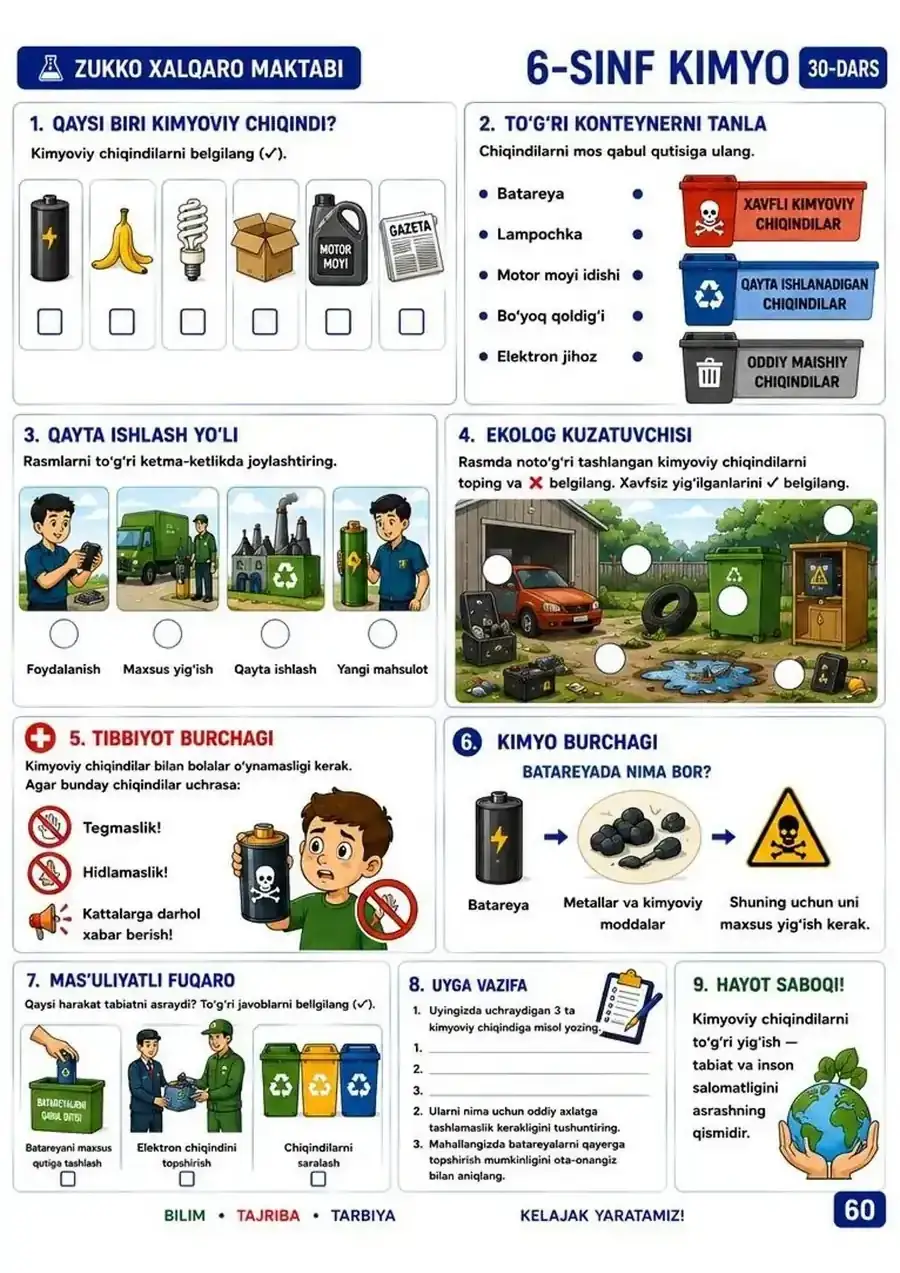 ZUKKO XALQARO MAKTABI
6-SINF KIMYO
30-DARS
1. QAYSI BIRI KIMYOVIY CHIQINDI?
Kimyoviy chiqindilarni belgilang (✓).
MOTOR
MOYI
GAZETA
2. TO‘G‘RI KONTEYNERNI TANLA
Chiqindilarni mos qabul qutisiga ulang.
• Batareya
• Lampochka
• Motor moyi idishi
• Bo‘yoq qoldig‘i
• Elektron jihoz
XAVFLI KIMYOVIY
CHIQINDILAR
QAYTA ISHLANADIGAN
CHIQINDILAR
ODDIY MAISHIY
CHIQINDILAR
3. QAYTA ISHLASH YO‘LI
Rasmlarni to‘g‘ri ketma-ketlikda joylashtiring.
Foydalanish
Maxsus yig‘ish
Qayta ishlash
Yangi mahsulot
4. EKOLOG KUZATUVCHISI
Rasmda noto‘g‘ri tashlangan kimyoviy chiqindilarni
toping va ❌ belgilang. Xavfsiz yig‘ilganlarini ✓ belgilang.
5. TIBBIYOT BURCHAGI
Kimyoviy chiqindilar bilan bolalar o‘ynamasligi kerak.
Agar bunday chiqindilar uchrasa:
Tegmaslik!
Hidlamaslik!
Kattalarga darhol
xabar berish!
6. KIMYO BURCHAGI
BATAREYADA NIMA BOR?
Batareya
Metallar va kimyoviy
moddalar
Shuning uchun uni
maxsus yig‘ish kerak.
7. MAS‘ULIYATLI FUQARO
Qaysi harakat tabiatni asraydi? To‘g‘ri javoblarni bellgilang (✓).
QABUL
Batareyani maxsus
qutiga tashlash
Elektron chiqindini
topshirish
Chiqindilarni
saralash
8. UYGA VAZIFA
1. Uyingizda uchraydigan 3 ta
kimyoviy chiqindiga misol yozing.
1.
2.
3.
2. Ularni nima uchun oddiy axlatga
tashlamaslik kerakligini tushuntiring.
3. Mahallangizda batareyalarni qayerga
topshirish mumkinligini ota-onangiz
bilan aniqlang.
9. HAYOT SABOQI!
Kimyoviy chiqindilarni
to‘g‘ri yig‘ish —
tabiat va inson
salomatligini
asrashning
qismidir.
BILIM • TAJRIBA • TARBIYA
KELAJAK YARATAMIZ!
60